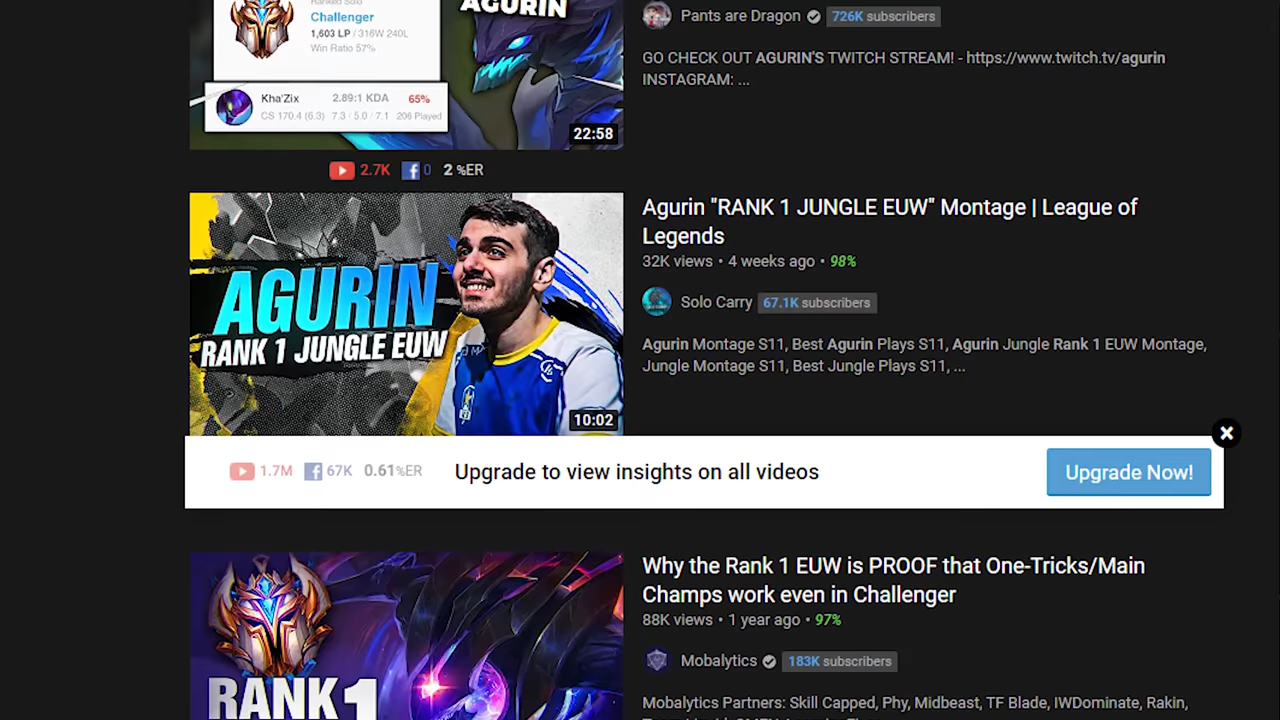 Ranked Solo
AGURIN
Challenger
1,603 LP / 316W 240L
Win Ratio 57%
Kha'Zix 2.89:1 KDA 65%
CS 170.4 (6.3) 7.3 / 5.0 / 7.1 206 Played
22:58
Pants are Dragon 726K subscribers
GO CHECK OUT AGURIN'S TWITCH STREAM! - https://www.twitch.tv/agurin
INSTAGRAM: ...
2.7K f 0 2 %ER
AGURIN
RANK 1 JUNGLE EUW
10:02
Agurin "RANK 1 JUNGLE EUW" Montage | League of
Legends
32K views • 4 weeks ago • 98%
Solo Carry 67.1K subscribers
Agurin Montage S11, Best Agurin Plays S11, Agurin Jungle Rank 1 EUW Montage,
Jungle Montage S11, Best Jungle Plays S11, ...
1.7M f 67K 0.61%ER Upgrade to view insights on all videos Upgrade Now!
RANK 1
Why the Rank 1 EUW is PROOF that One-Tricks/Main
Champs work even in Challenger
88K views • 1 year ago • 97%
Mobalytics 183K subscribers
Mobalytics Partners: Skill Capped, Phy, Midbeast, TF Blade, IWDominate, Rakin,